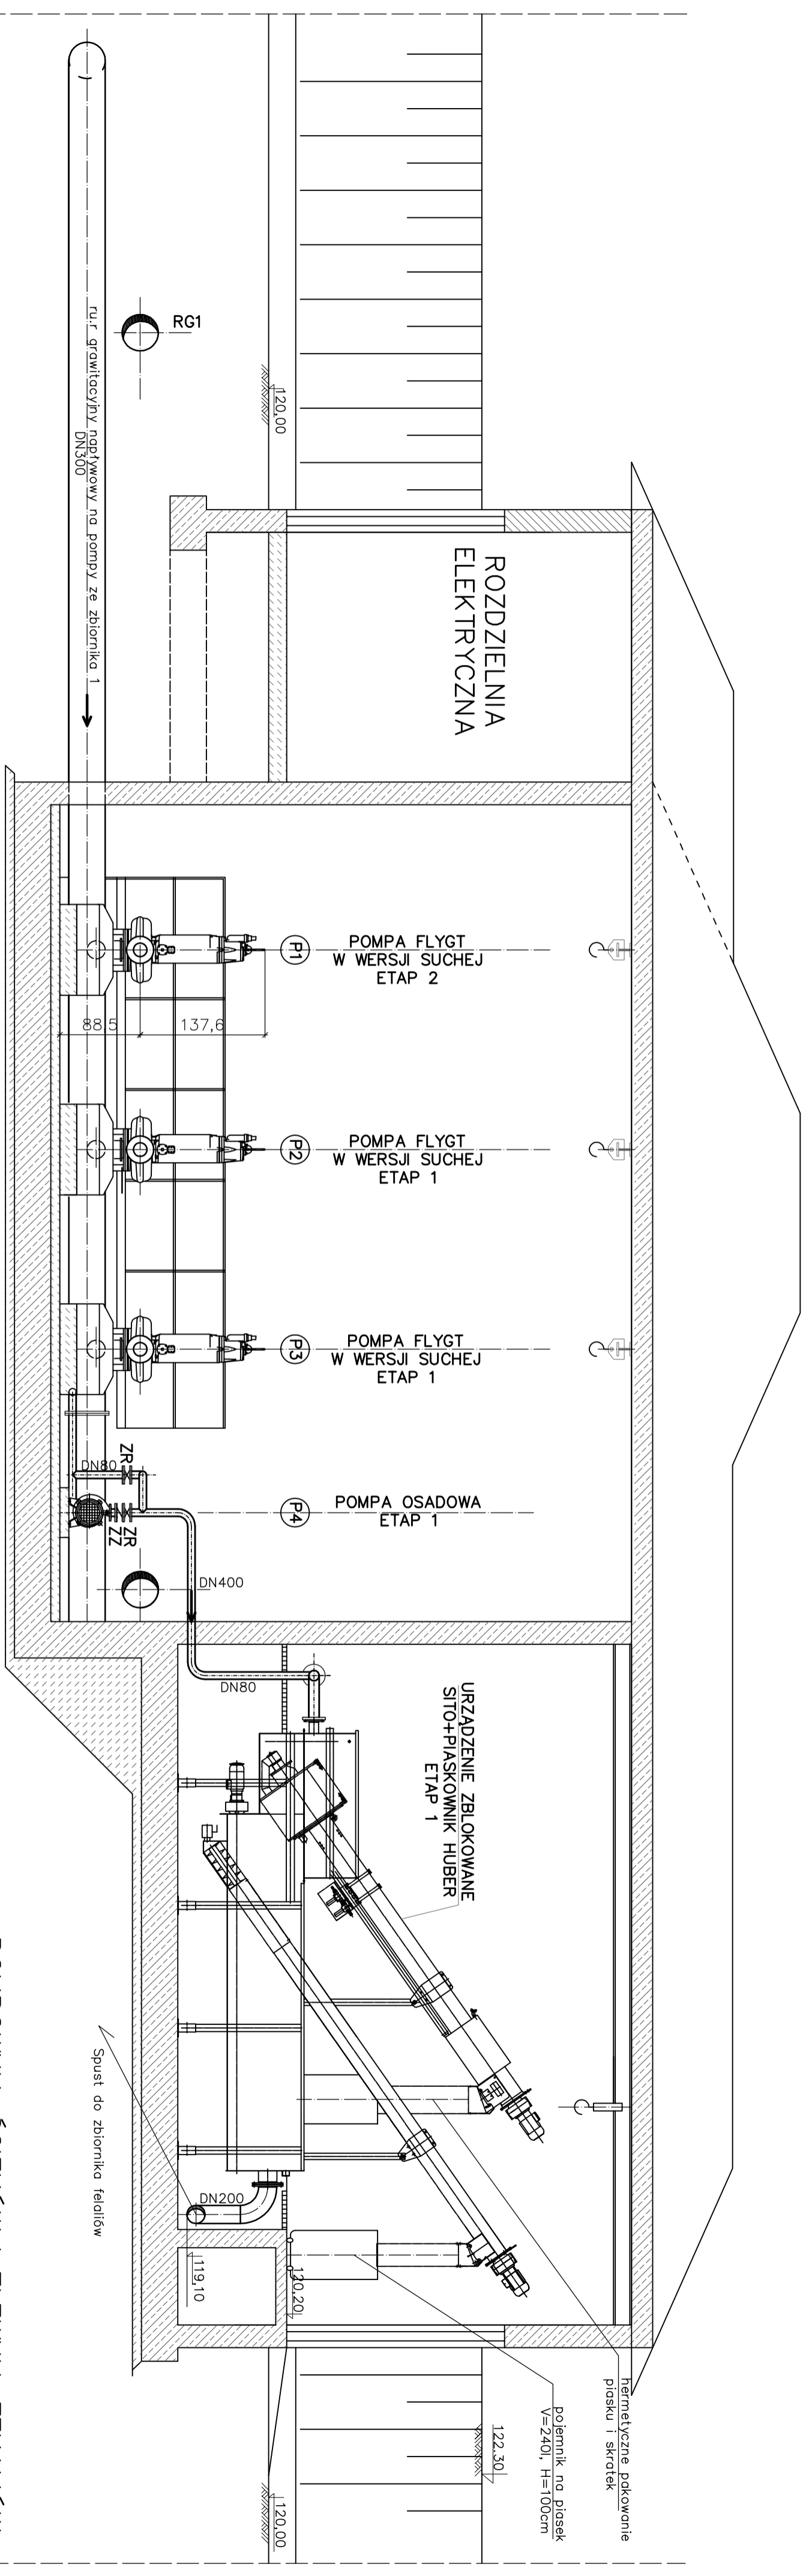 RG1
120,00
rur grawitacyjny napływowy na pompy ze zbiornika 1
DN300
ROZDZIELNIA
ELEKTRYCZNA
P1
POMPA FLYGT
W WERSJI SUCHEJ
ETAP 2
88,5
137,6
P2
POMPA FLYGT
W WERSJI SUCHEJ
ETAP 1
P3
POMPA FLYGT
W WERSJI SUCHEJ
ETAP 1
DN80
ZR
ZR
ZZ
P4
POMPA OSADOWA
ETAP 1
DN400
DN80
URZĄDZENIE ZBLOKOWANE
SITO+PIASKOWNIK HUBER
ETAP 1
Spust do zbiornika felaliów
DN200
119,10
120,20
hermetyczne pakowanie
piasku i skratek
pojemnik na piasek
V=240l, H=100cm
122,30
120,00